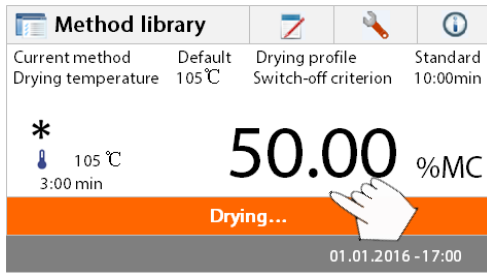 Method library
Current method Default Drying profile Standard
Drying temperature 105℃ Switch-off criterion 10:00min
*
50.00 %MC
105 ℃
3:00 min
Drying...
01.01.2016 -17:00